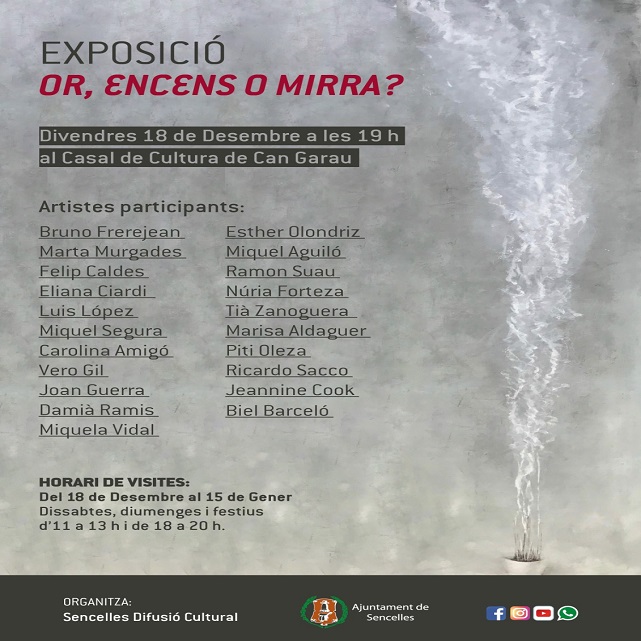 EXPOSICIÓ
OR, ENCENS O MIRRA?
Divendres 18 de Desembre a les 19 h
al Casal de Cultura de Can Garau
Artistes participants:
Bruno Frerejean
Marta Murgades
Felip Caldes
Eliana Ciardi
Luis López
Miquel Segura
Carolina Amigó
Vero Gil
Joan Guerra
Damià Ramis
Miquela Vidal
Esther Olondriz
Miquel Aguiló
Ramon Suau
Núria Forteza
Tià Zanoguera
Marisa Aldaguer
Piti Oleza
Ricardo Sacco
Jeannine Cook
Biel Barceló
HORARI DE VISITES:
Del 18 de Desembre al 15 de Gener
Dissabtes, diumenges i festius
d'11 a 13 h i de 18 a 20 h.
ORGANITZA:
Sencelles Difusió Cultural
Ajuntament de
Sencelles